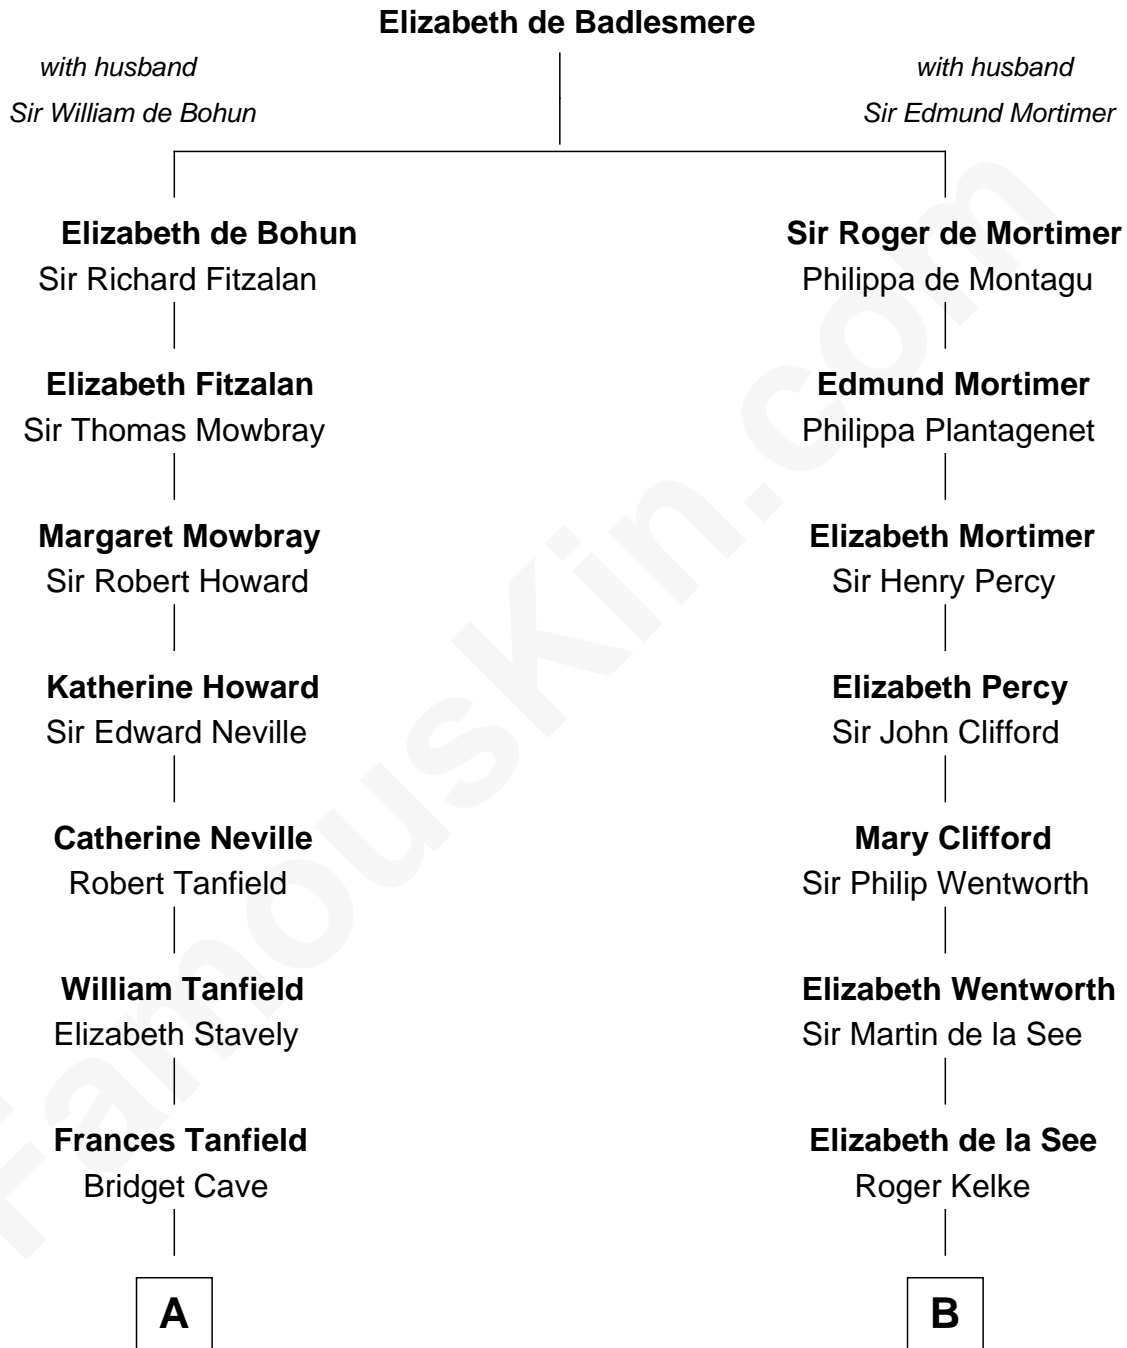 Elizabeth de Badlesmere
with husband
Sir William de Bohun
with husband
Sir Edmund Mortimer
Elizabeth de Bohun
Sir Richard Fitzalan
Sir Roger de Mortimer
Philippa de Montagu
Elizabeth Fitzalan
Sir Thomas Mowbray
Edmund Mortimer
Philippa Plantagenet
Margaret Mowbray
Sir Robert Howard
Elizabeth Mortimer
Sir Henry Percy
Katherine Howard
Sir Edward Neville
Elizabeth Percy
Sir John Clifford
Catherine Neville
Robert Tanfield
Mary Clifford
Sir Philip Wentworth
William Tanfield
Elizabeth Stavely
Elizabeth Wentworth
Sir Martin de la See
Frances Tanfield
Bridget Cave
Elizabeth de la See
Roger Kelke
A
B
FamousKin.com